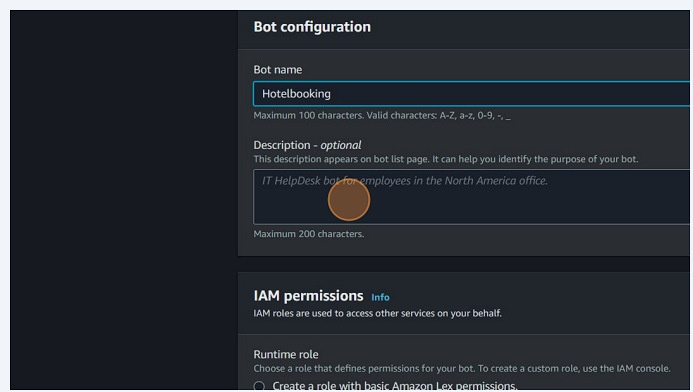 Bot configuration
Bot name
Hotelbooking
Maximum 100 characters. Valid characters: A-Z, a-z, 0-9, -, _
Description - optional
This description appears on bot list page. It can help you identify the purpose of your bot.
IT HelpDesk bot for employees in the North America office.
Maximum 200 characters.
IAM permissions Info
IAM roles are used to access other services on your behalf.
Runtime role
Choose a role that defines permissions for your bot. To create a custom role, use the IAM console.
Create a role with basic Amazon Lex permissions.